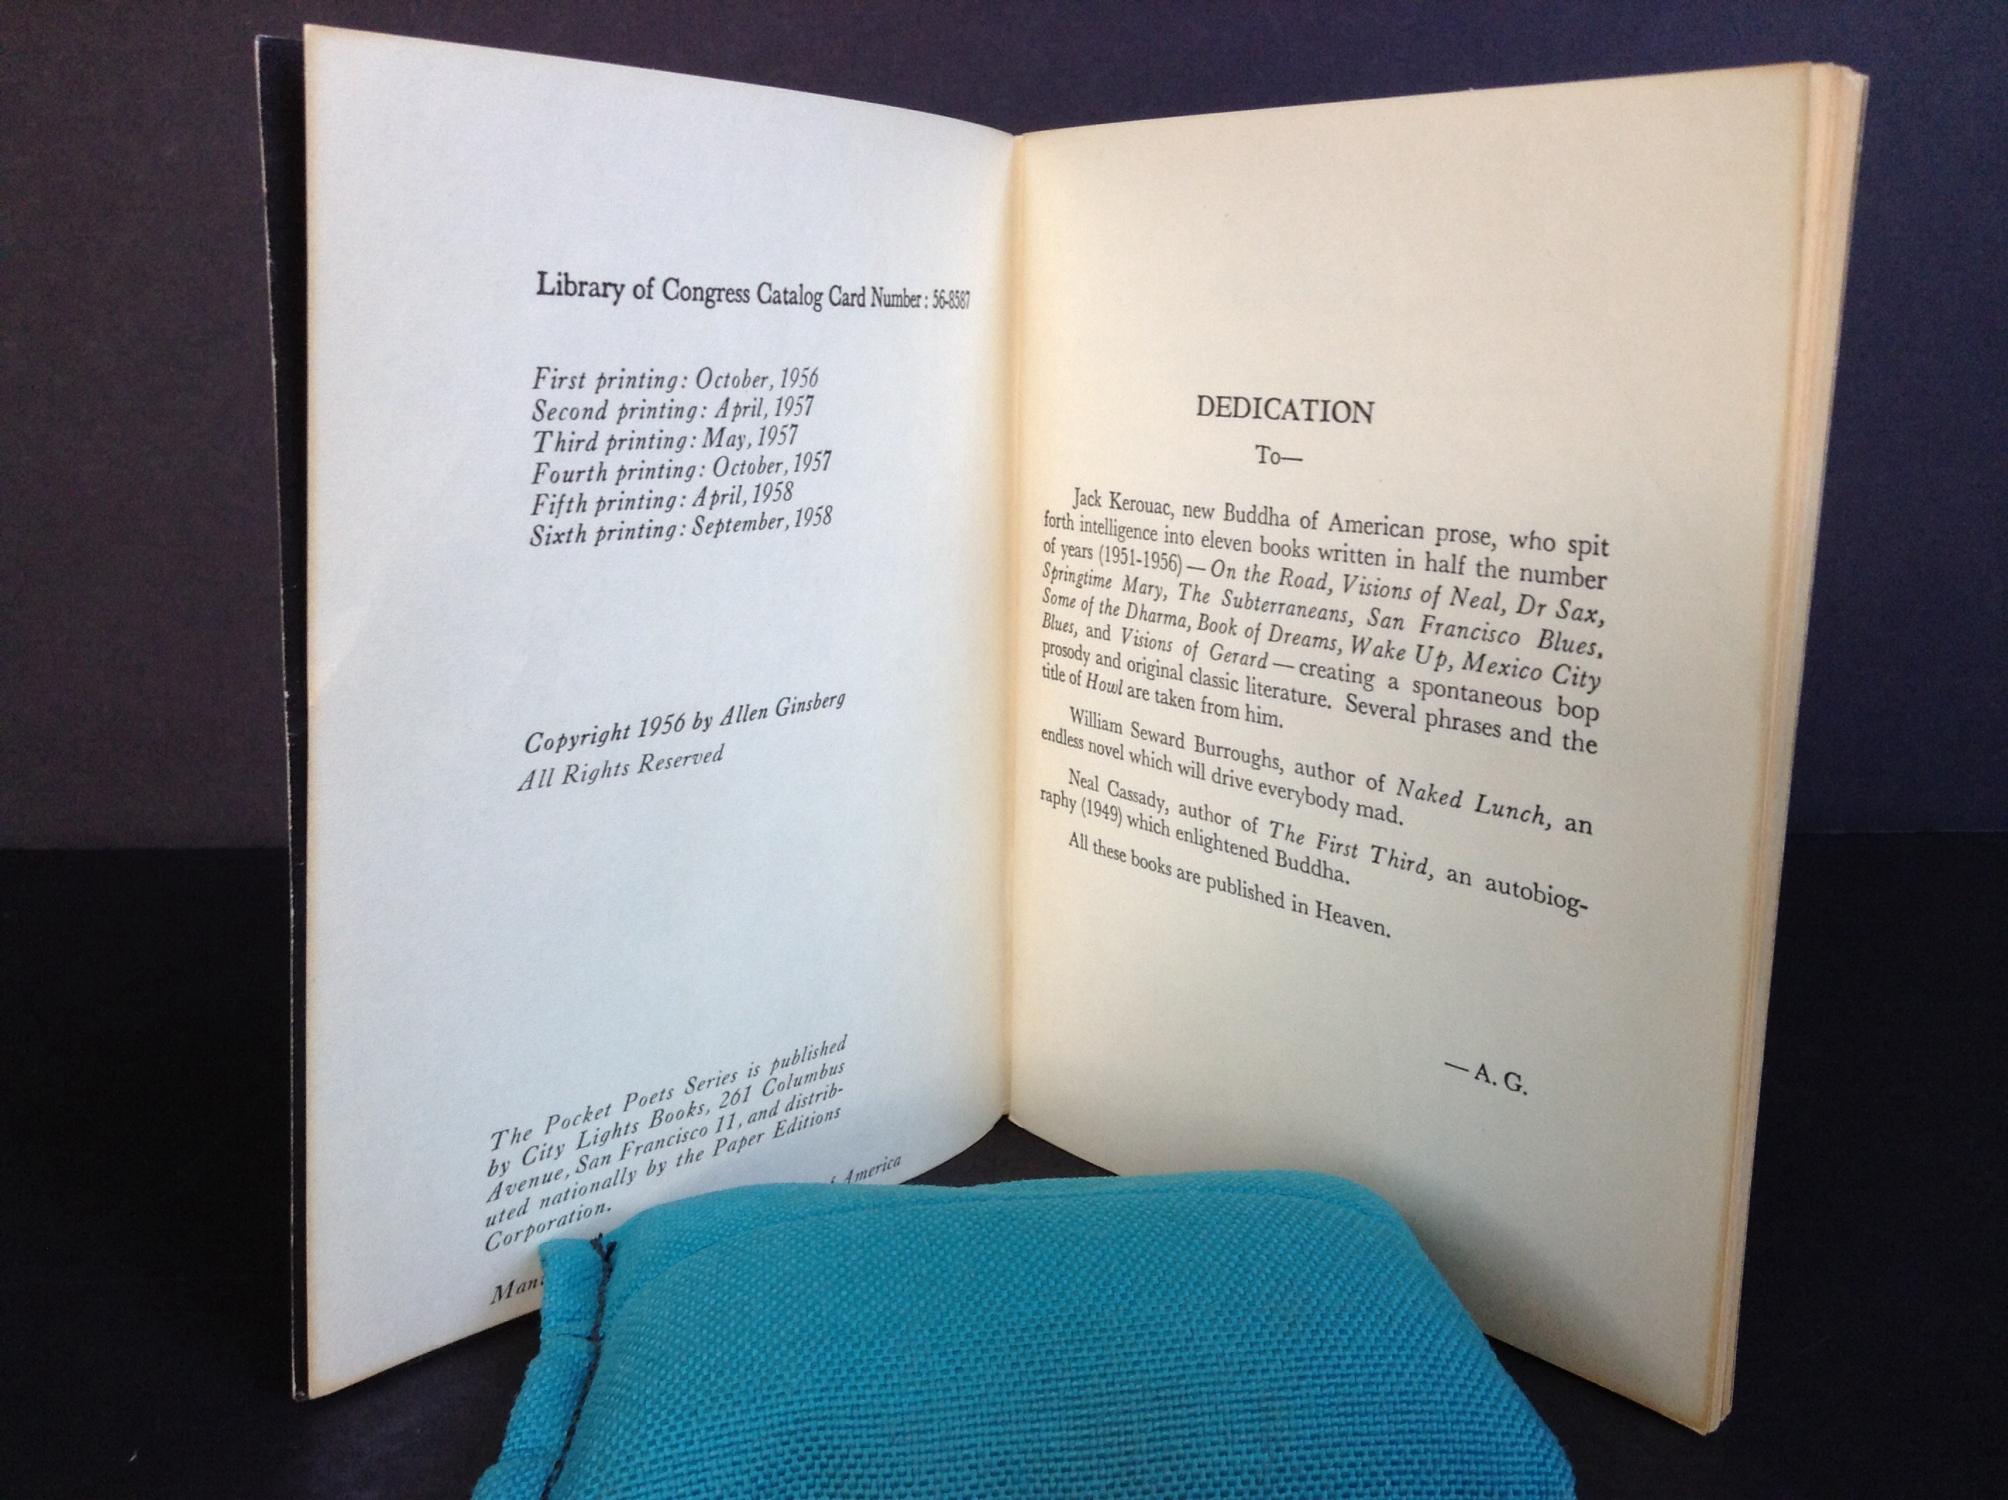 Library of Congress Catalog Card Number: 56-8587
First printing: October, 1956
Second printing: April, 1957
Third printing: May, 1957
Fourth printing: October, 1957
Fifth printing: April, 1958
Sixth printing: September, 1958
Copyright 1956 by Allen Ginsberg
All Rights Reserved
The Pocket Poets Series is published
by City Lights Books, 261 Columbus
Avenue, San Francisco 11, and distrib-
uted nationally by the Paper Editions
Corporation.
America
DEDICATION
To—
Jack Kerouac, new Buddha of American prose, who spit
forth intelligence into eleven books written in half the number
of years (1951-1956) — On the Road, Visions of Neal, Dr Sax,
Springtime Mary, The Subterraneans, San Francisco Blues,
Some of the Dharma, Book of Dreams, Wake Up, Mexico City
Blues, and Visions of Gerard — creating a spontaneous bop
prosody and original classic literature. Several phrases and the
title of Howl are taken from him.
William Seward Burroughs, author of Naked Lunch, an
endless novel which will drive everybody mad.
Neal Cassady, author of The First Third, an autobiog-
raphy (1949) which enlightened Buddha.
All these books are published in Heaven.
—A. G.